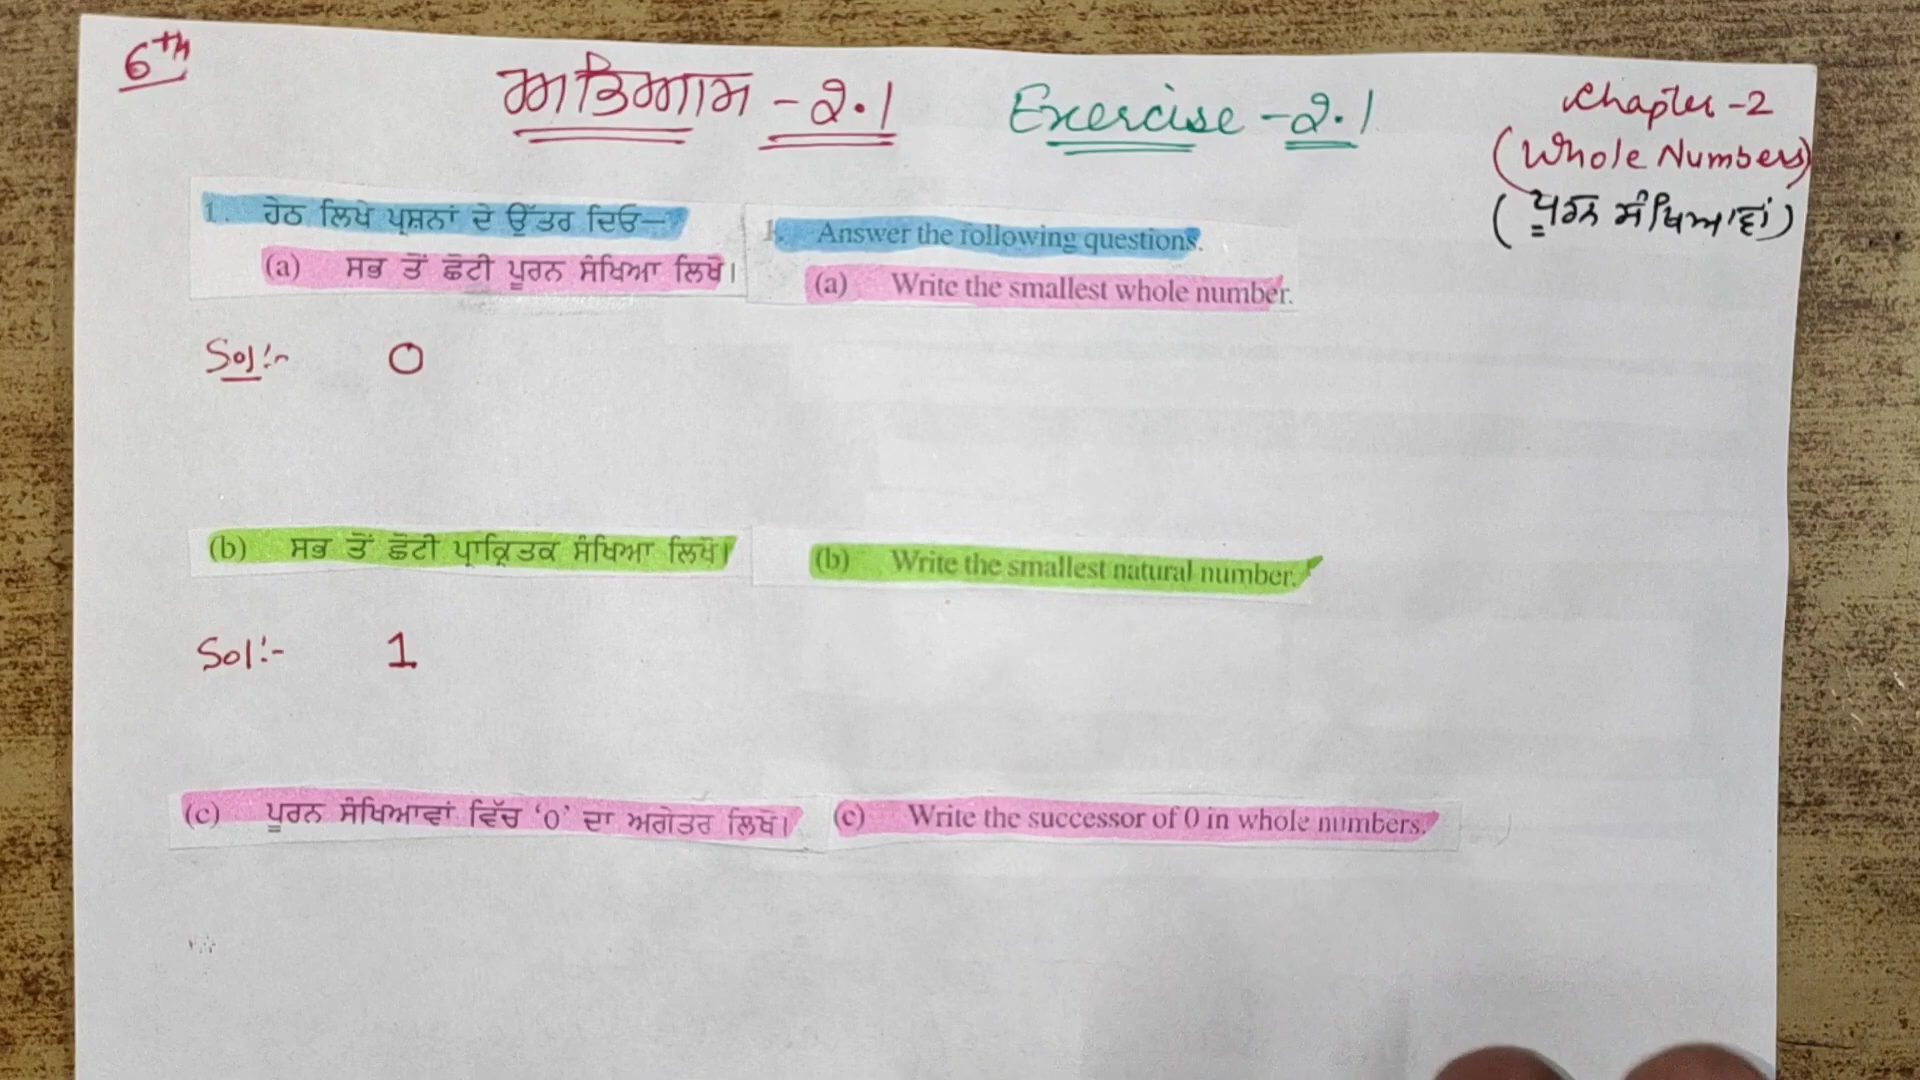 6th
ਅਭਿਆਸ - 2.1
Exercise - 2.1
Chapter - 2
(Whole Numbers)
(ਪੂਰਨ ਸੰਖਿਆਵਾਂ)
1. ਹੇਠ ਲਿਖੇ ਪ੍ਰਸ਼ਨਾਂ ਦੇ ਉੱਤਰ ਦਿਓ—
(a) ਸਭ ਤੋਂ ਛੋਟੀ ਪੂਰਨ ਸੰਖਿਆ ਲਿਖੋ।
1. Answer the following questions.
(a) Write the smallest whole number.
Sol:- 0
(b) ਸਭ ਤੋਂ ਛੋਟੀ ਪ੍ਰਾਕ੍ਰਿਤਕ ਸੰਖਿਆ ਲਿਖੋ।
(b) Write the smallest natural number.
Sol:- 1
(c) ਪੂਰਨ ਸੰਖਿਆਵਾਂ ਵਿੱਚ ‘0’ ਦਾ ਅਗੇਤਰ ਲਿਖੋ।
(c) Write the successor of 0 in whole numbers.